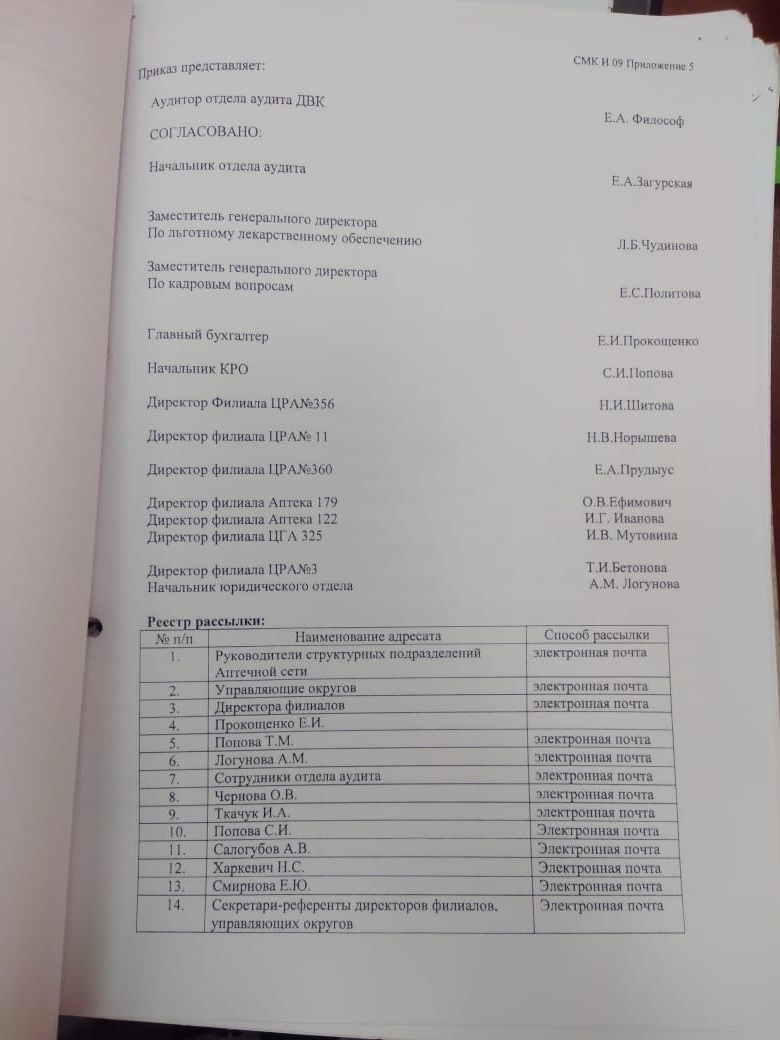 Приказ представляет:
СМК И 09 Приложение 5
Аудитор отдела аудита ДВК
Е.А. Философ
СОГЛАСОВАНО:
Начальник отдела аудита
Е.А.Загурская
Заместитель генерального директора
По льготному лекарственному обеспечению
Л.Б.Чудинова
Заместитель генерального директора
По кадровым вопросам
Е.С.Политова
Главный бухгалтер
Е.И.Прокощенко
Начальник КРО
С.И.Попова
Директор Филиала ЦРА№356
Н.И.Шитова
Директор филиала ЦРА№ 11
Н.В.Норышева
Директор филиала ЦРА№360
Е.А.Прудыус
Директор филиала Аптека 179
О.В.Ефимович
Директор филиала Аптека 122
И.Г. Иванова
Директор филиала ЦГА 325
И.В. Мутовина
Директор филиала ЦРА№3
Т.И.Бетонова
Начальник юридического отдела
А.М. Логунова
Реестр рассылки:
№ п/п Наименование адресата Способ рассылки
1. Руководители структурных подразделений электронная почта
Аптечной сети
2. Управляющие округов электронная почта
3. Директора филиалов электронная почта
4. Прокощенко Е.И.
5. Попова Т.М. электронная почта
6. Логунова А.М. электронная почта
7. Сотрудники отдела аудита электронная почта
8. Чернова О.В. электронная почта
9. Ткачук И.А. электронная почта
10. Попова С.И. Электронная почта
11. Салогубов А.В. Электронная почта
12. Харкевич Н.С. Электронная почта
13. Смирнова Е.Ю. Электронная почта
14. Секретари-референты директоров филиалов, Электронная почта
управляющих округов